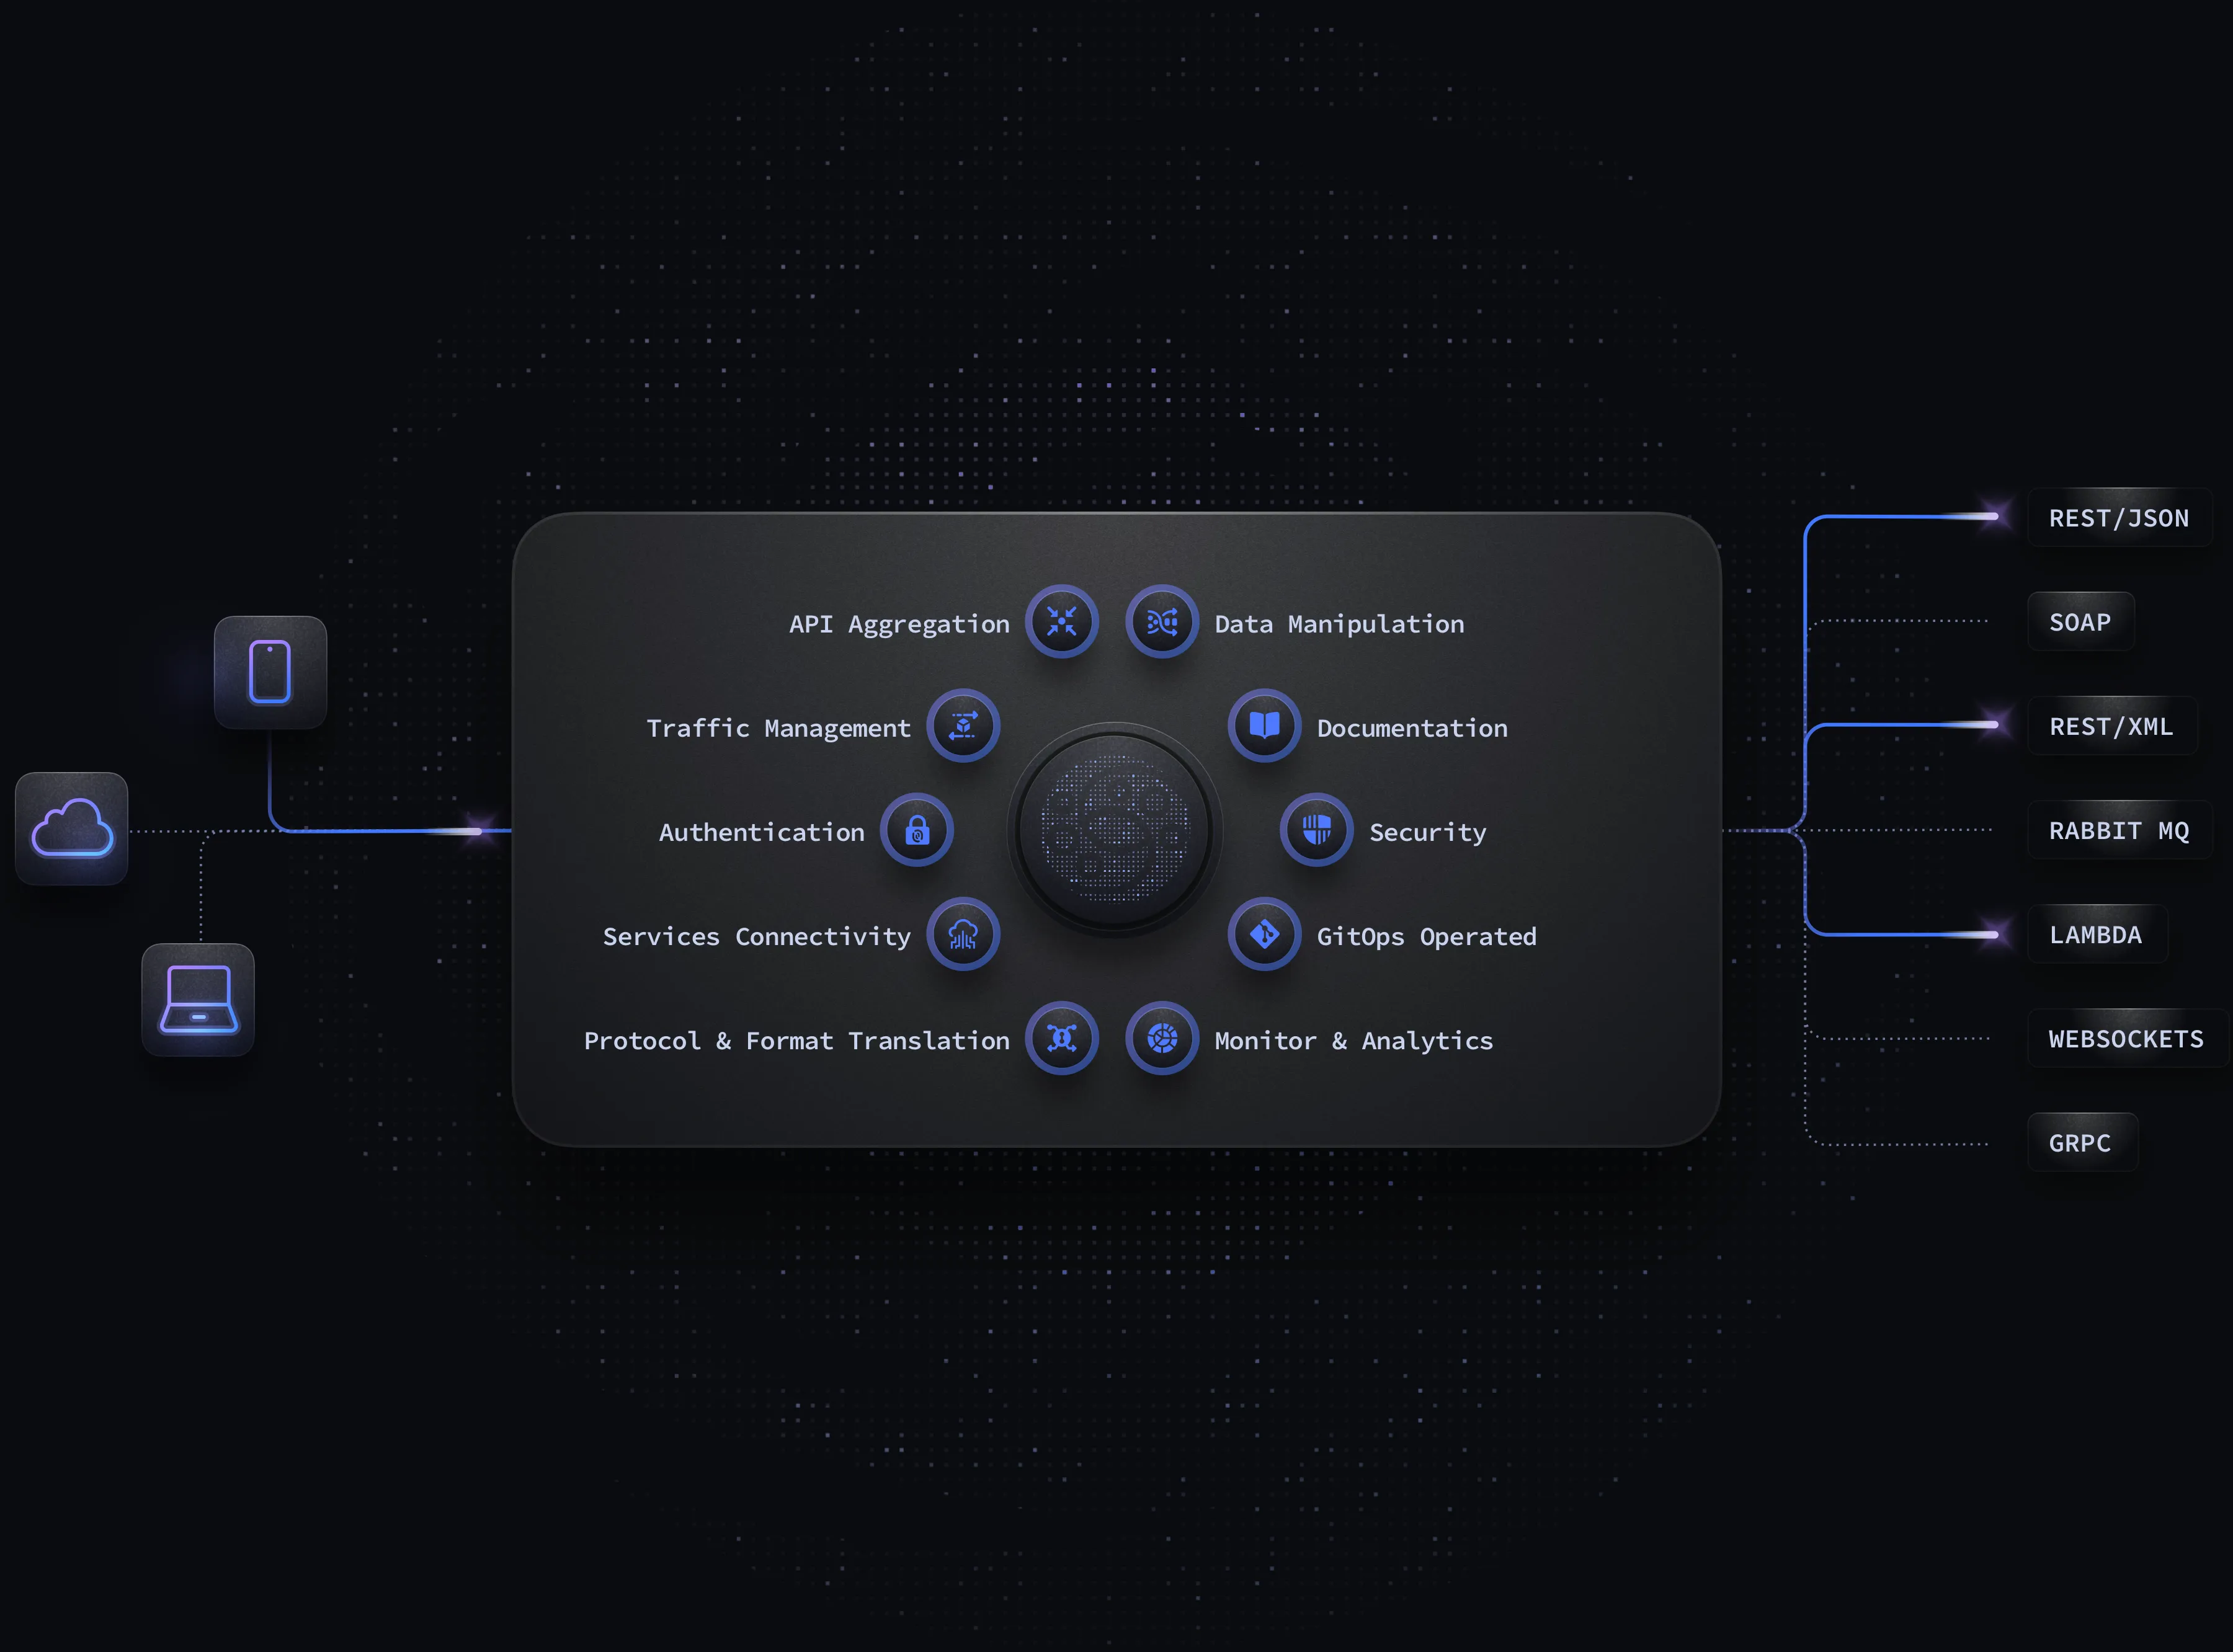 API Aggregation
Data Manipulation
Traffic Management
Documentation
Authentication
Security
Services Connectivity
GitOps Operated
Protocol & Format Translation
Monitor & Analytics
REST/JSON
SOAP
REST/XML
RABBIT MQ
LAMBDA
WEBSOCKETS
GRPC